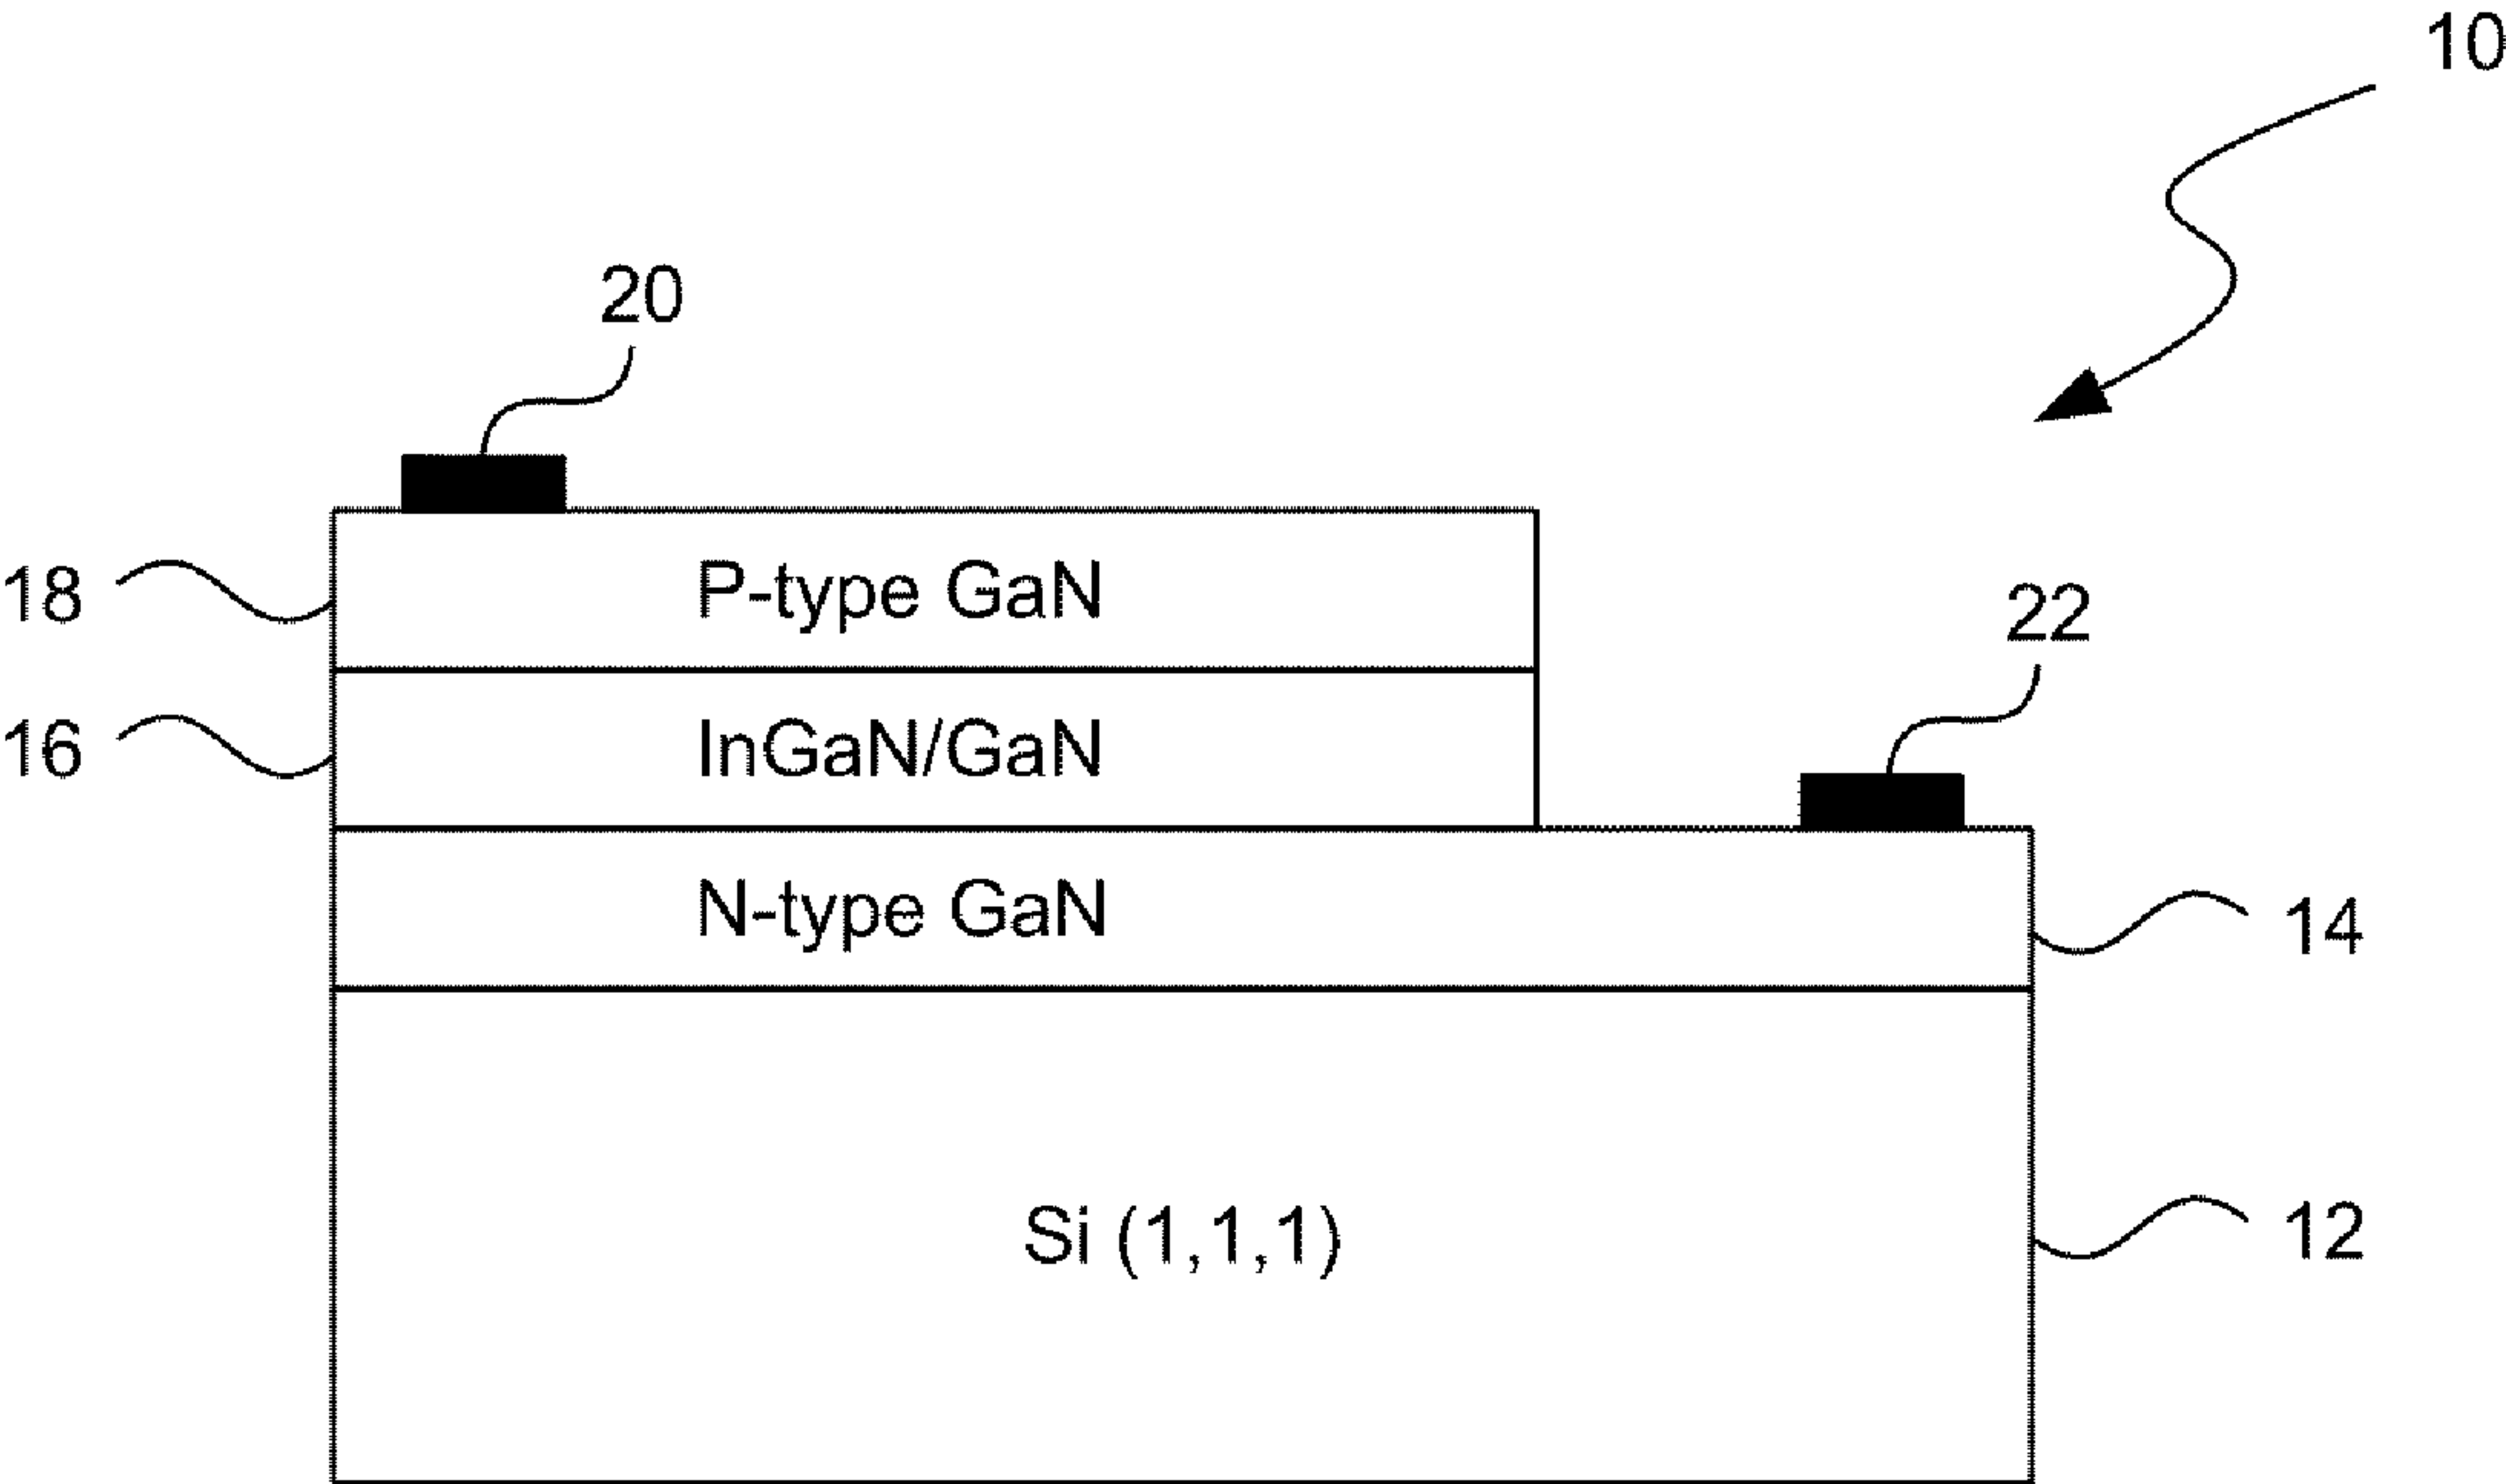 10
20
18
P-type GaN
22
16
InGaN/GaN
N-type GaN
14
Si (1,1,1)
12